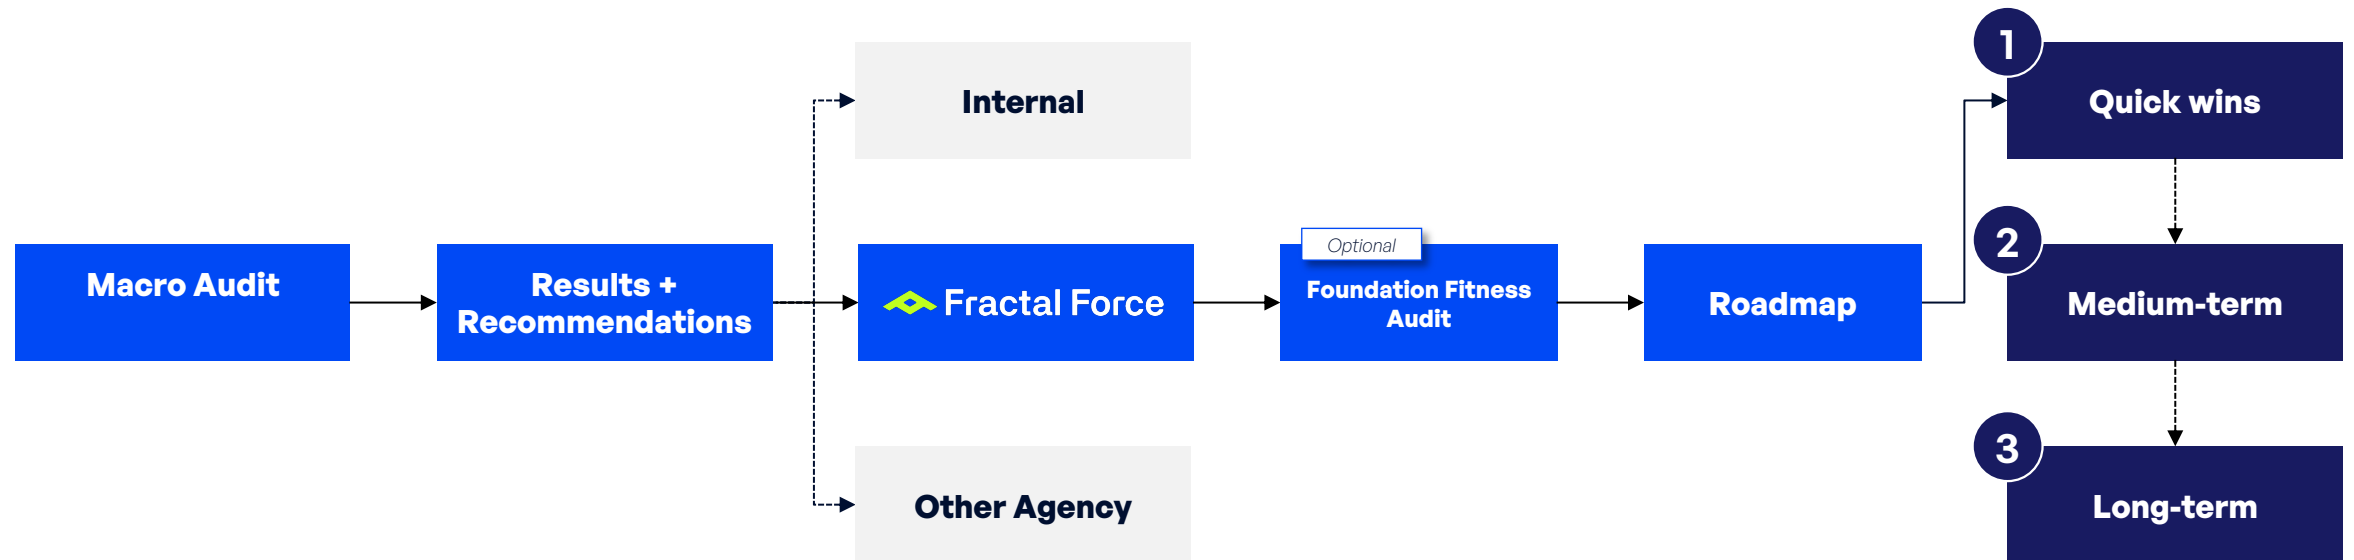 Macro Audit
Results +
Recommendations
Internal
Fractal Force
Other Agency
Optional
Foundation Fitness
Audit
Roadmap
1
Quick wins
2
Medium-term
3
Long-term